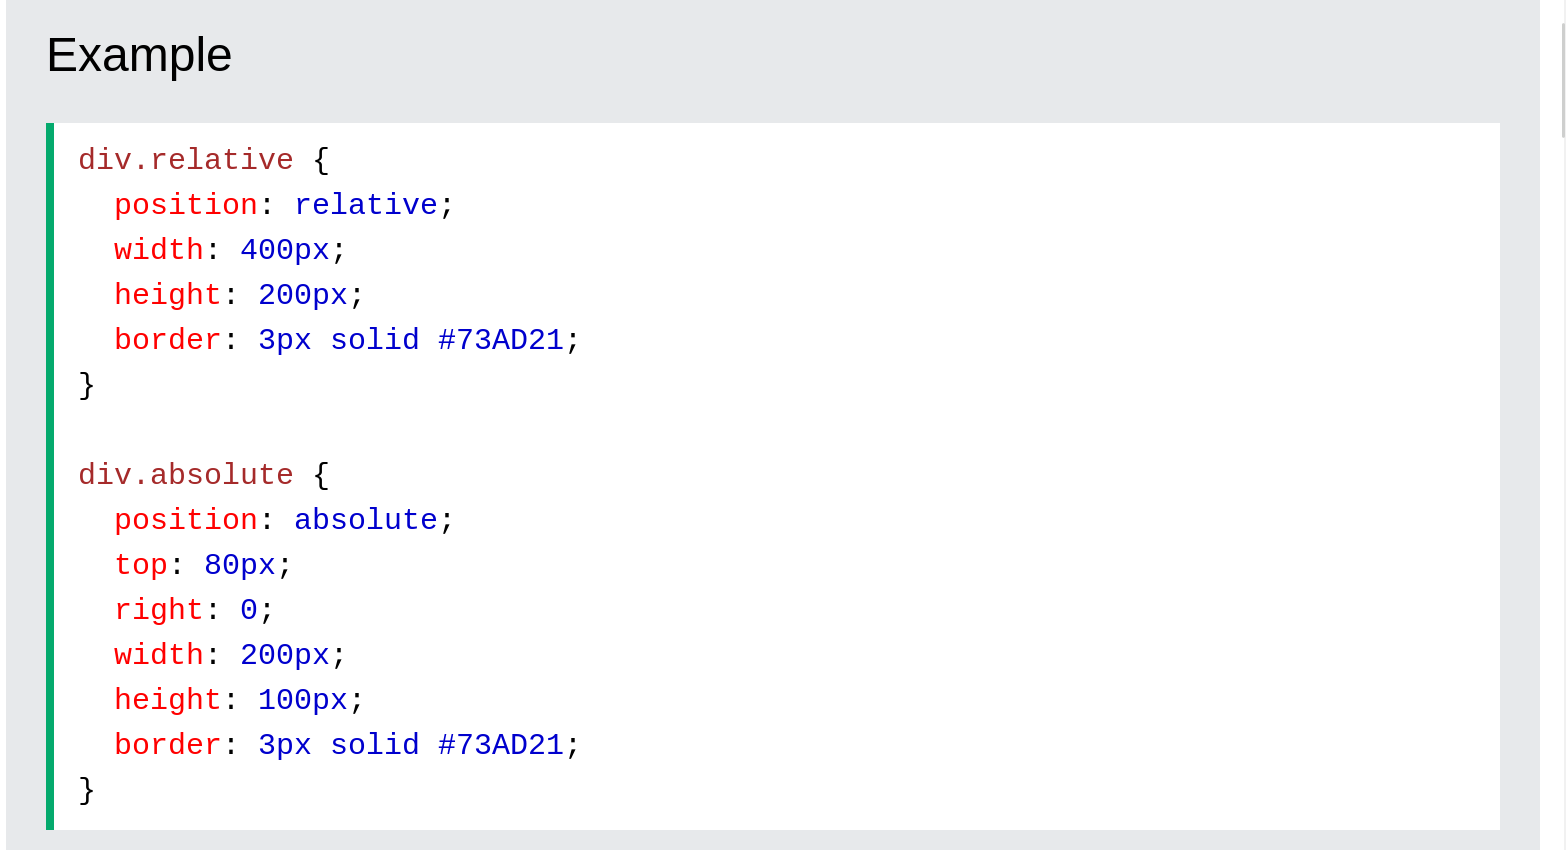 Example
div.relative {
  position: relative;
  width: 400px;
  height: 200px;
  border: 3px solid #73AD21;
}

div.absolute {
  position: absolute;
  top: 80px;
  right: 0;
  width: 200px;
  height: 100px;
  border: 3px solid #73AD21;
}